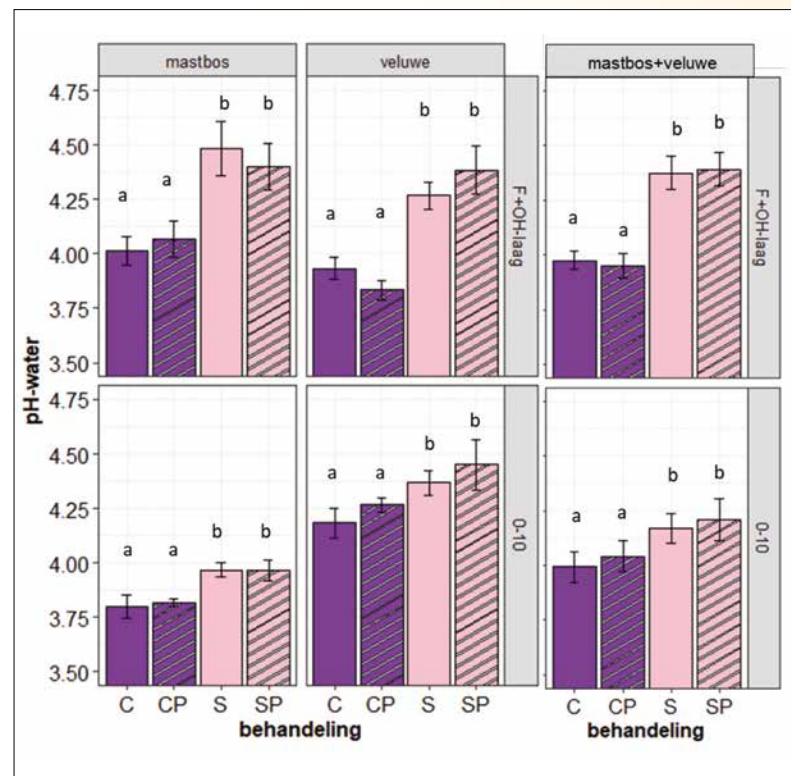 mastbos veluwe mastbos+veluwe
pH-water
4.75
4.50
4.25
4.00
3.75
3.50
a a b b
a a b b
a a b b
F+OH-laag
F+OH-laag
4.75
4.50
4.25
4.00
3.75
3.50
a a b b
a a b b
a a b b
0-10
0-10
C CP S SP C CP S SP C CP S SP
behandeling behandeling